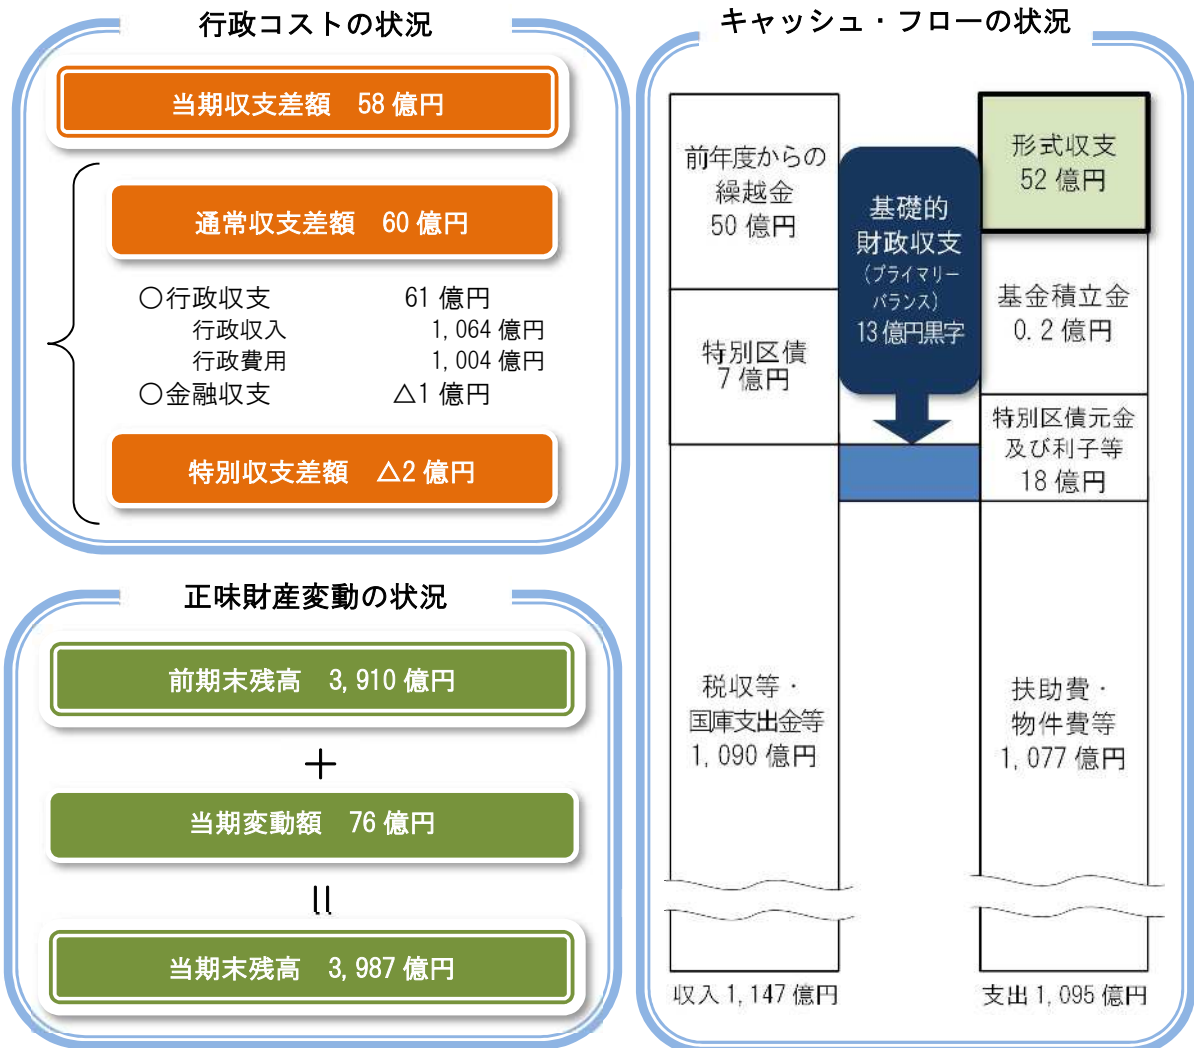 行政コストの状況
当期収支差額 58 億円
通常収支差額 60 億円
〇行政収支 61 億円
行政収入 1,064 億円
行政費用 1,004 億円
〇金融収支 △1 億円
特別収支差額 △2 億円
正味財産変動の状況
前期末残高 3,910 億円
＋
当期変動額 76 億円
＝
当期末残高 3,987 億円
キャッシュ・フローの状況
前年度からの
繰越金
50 億円
特別区債
7 億円
税収等・
国庫支出金等
1,090 億円
収入 1,147 億円
基礎的
財政収支
（プライマリー
バランス）
13 億円黒字
形式収支
52 億円
基金積立金
0.2 億円
特別区債元金
及び利子等
18 億円
扶助費・
物件費等
1,077 億円
支出 1,095 億円